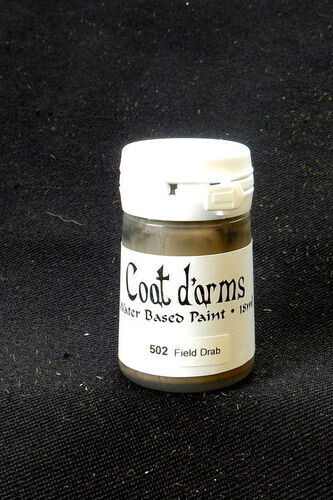 Coat d'arms
Water Based Paint • 18ml
502 Field Drab